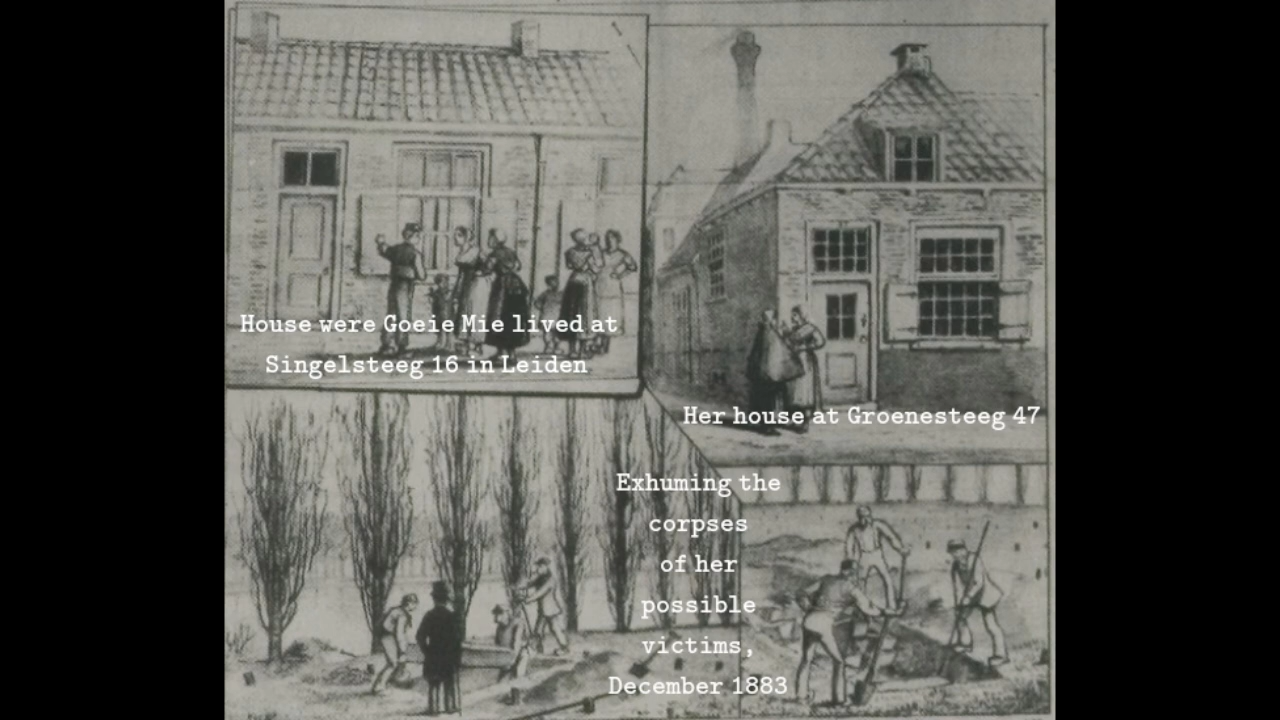 House were Goeie Mie lived at
Singelsteeg 16 in Leiden
Her house at Groenesteeg 47
Exhuming the
corpses
of her
possible
victims,
December 1883